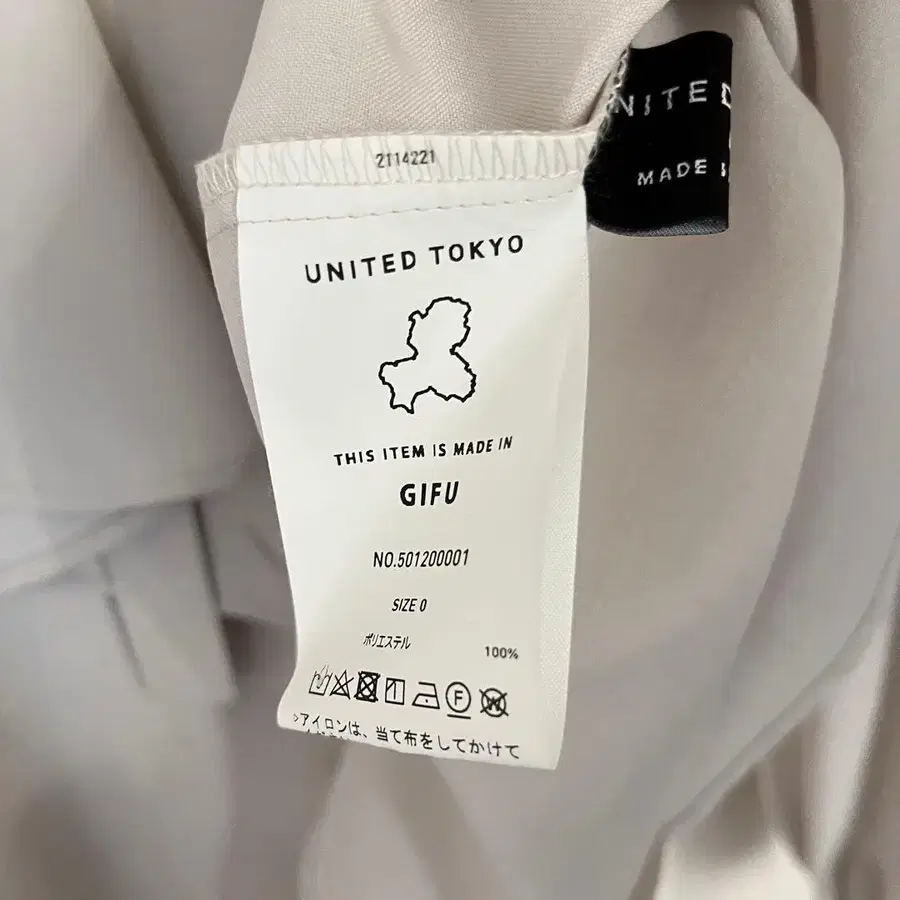 2114221
UNITED TOKYO
THIS ITEM IS MADE IN
GIFU
NO.501200001
SIZE 0
ポリエステル 100%
F
W
アイロンは、当て布をしてかけて
NITED
MADE